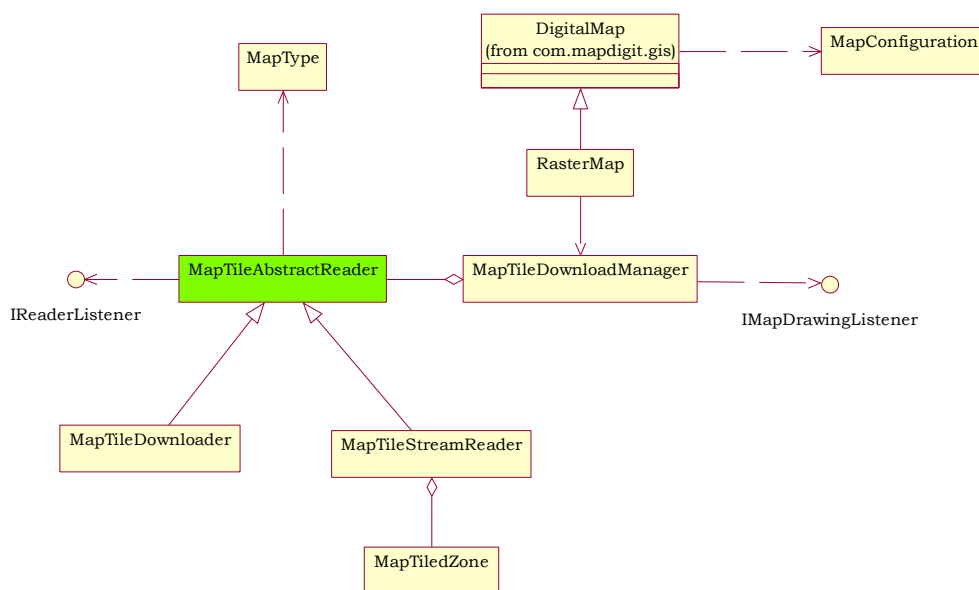 DigitalMap
(from com.mapdigit.gis)
MapConfiguration
MapType
RasterMap
MapTileAbstractReader
MapTileDownloadManager
IReaderListener
IMapDrawingListener
MapTileDownloader
MapTileStreamReader
MapTiledZone